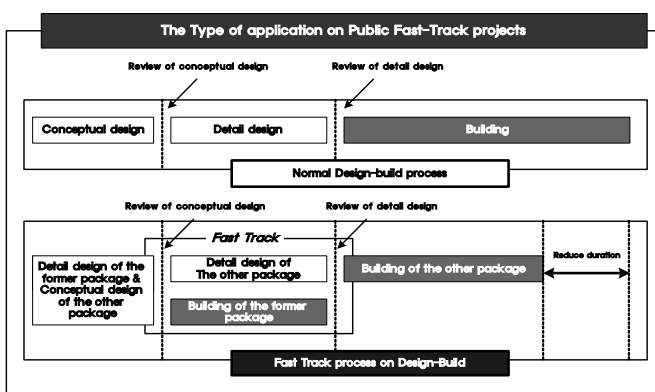 The Type of application on Public Fast-Track projects
Review of conceptual design
Review of detail design
Conceptual design
Detail design
Building
Normal Design-build process
Review of conceptual design
Review of detail design
Fast Track
Detail design of the
former package &
Conceptual design
of the other
package
Detail design of
The other package
Building of the former
package
Building of the other package
Reduce duration
Fast Track process on Design-Build